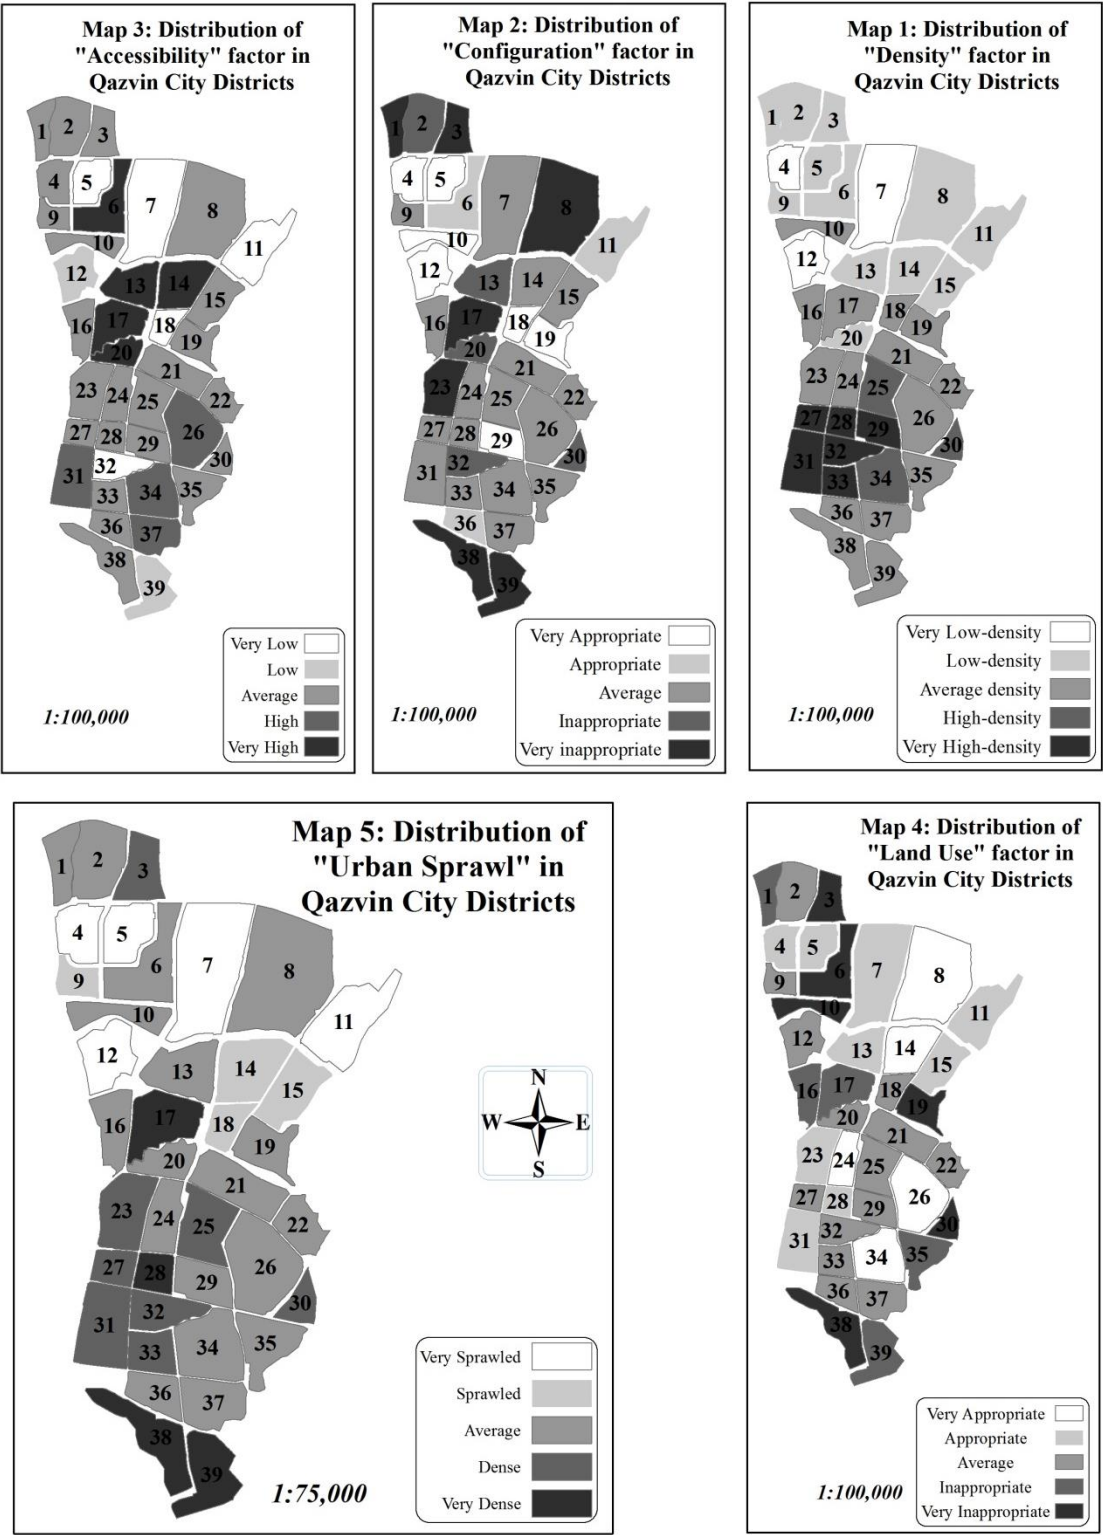 Map 3: Distribution of
"Accessibility" factor in
Qazvin City Districts
1 2 3
4 5 6 7 8
9 10 11
12 13 14 15
16 17 18 19
20 21
23 24 25 22
27 28 29 26
30
31 32
33 34 35
36 37
38
39
Very Low
Low
Average
High
Very High
1:100,000
Map 2: Distribution of
"Configuration" factor in
Qazvin City Districts
1 2 3
4 5 6 7 8
9 10 11
12 13 14 15
16 17 18 19
20 21
23 24 25 22
27 28 29 26
30
31 32
33 34 35
36 37
38
39
Very Appropriate
Appropriate
Average
Inappropriate
Very inappropriate
1:100,000
Map 1: Distribution of
"Density" factor in
Qazvin City Districts
1 2 3
4 5 6 7 8
9 10 11
12 13 14 15
16 17 18 19
20 21
23 24 25 22
27 28 29 26
30
31 32
33 34 35
36 37
38
39
Very Low-density
Low-density
Average density
High-density
Very High-density
1:100,000
Map 5: Distribution of
"Urban Sprawl" in
Qazvin City Districts
1 2 3
4 5 6 7 8
9 10 11
12 13 14 15
16 17 18 19
20 21
23 24 25 22
27 28 29 26
30
31 32
33 34 35
36 37
38
39
N
W E
S
Very Sprawled
Sprawled
Average
Dense
Very Dense
1:75,000
Map 4: Distribution of
"Land Use" factor in
Qazvin City Districts
1 2 3
4 5 6 7 8
9 10 11
12 13 14 15
16 17 18 19
20 21
23 24 25 22
27 28 29 26
30
31 32
33 34 35
36 37
38
39
Very Appropriate
Appropriate
Average
Inappropriate
Very Inappropriate
1:100,000